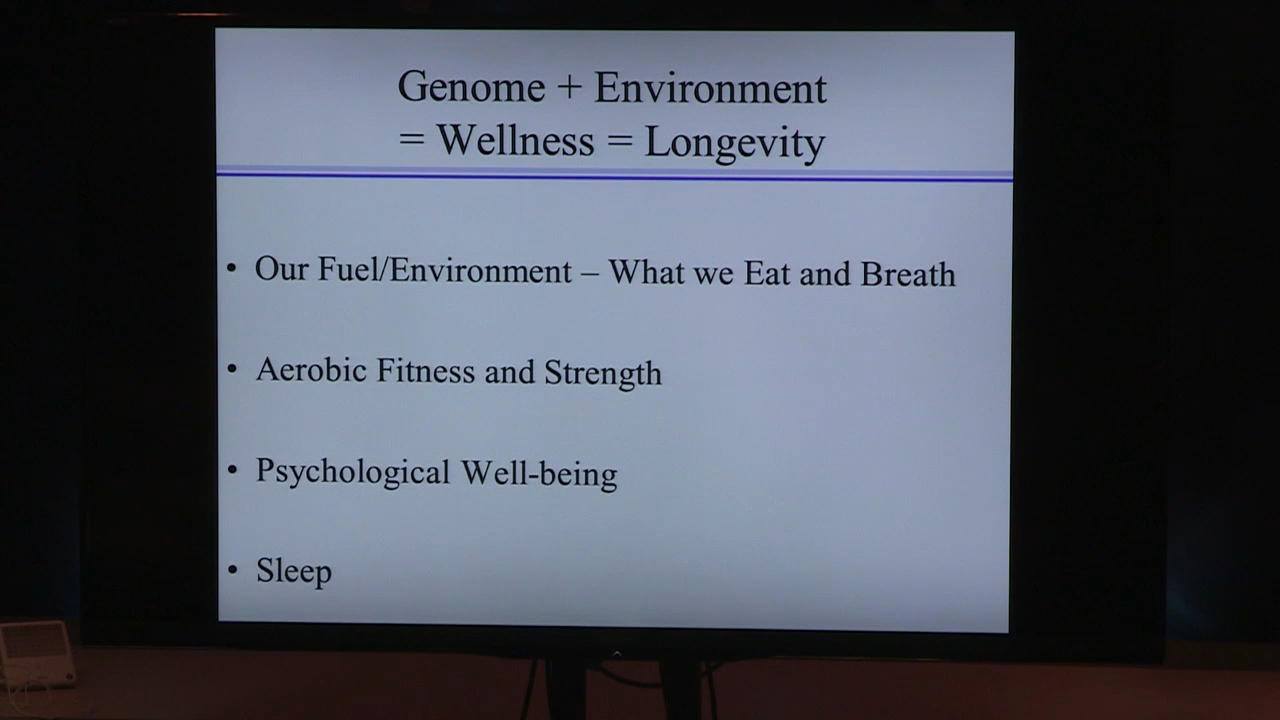 Genome + Environment
= Wellness = Longevity
• Our Fuel/Environment – What we Eat and Breath
• Aerobic Fitness and Strength
• Psychological Well-being
• Sleep